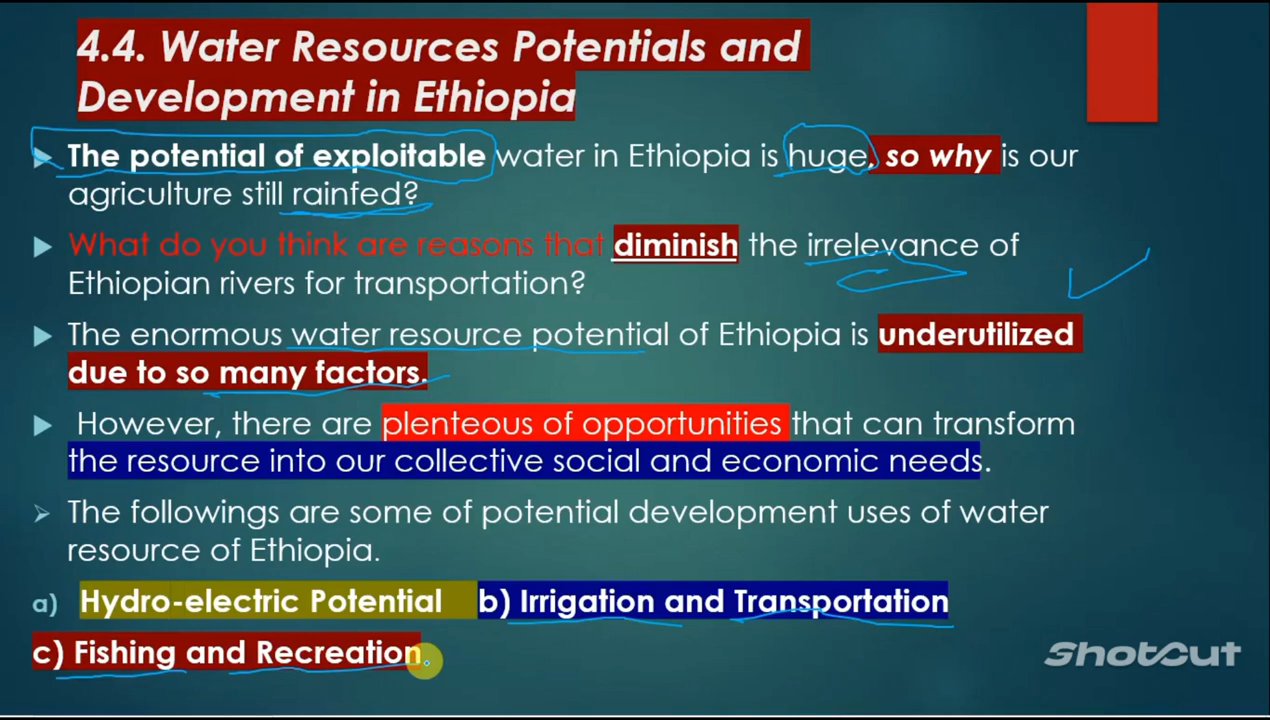 4.4. Water Resources Potentials and
Development in Ethiopia
The potential of exploitable water in Ethiopia is huge, so why is our
agriculture still rainfed?
What do you think are reasons that diminish the irrelevance of
Ethiopian rivers for transportation?
The enormous water resource potential of Ethiopia is underutilized
due to so many factors.
However, there are plenteous of opportunities that can transform
the resource into our collective social and economic needs.
The followings are some of potential development uses of water
resource of Ethiopia.
a) Hydro-electric Potential b) Irrigation and Transportation
c) Fishing and Recreation.
ShotCut